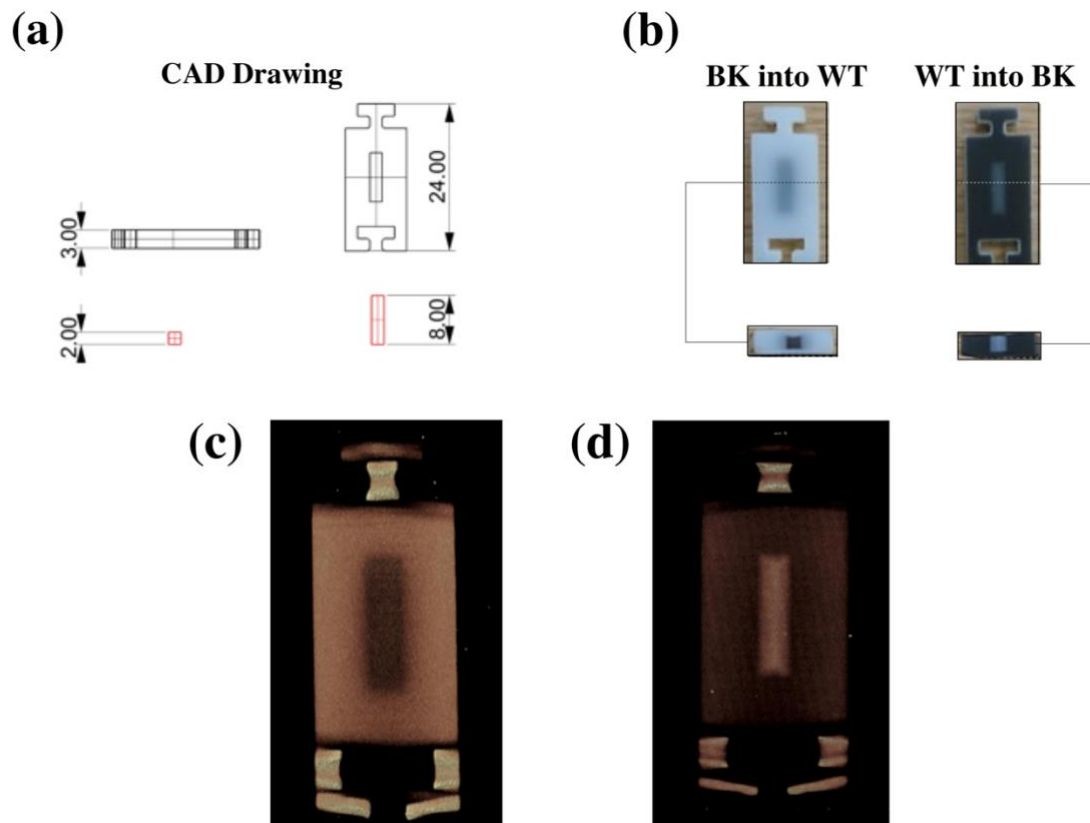 (a)
CAD Drawing
3.00
24.00
2.00
8.00
(b)
BK into WT
WT into BK
(c)
(d)